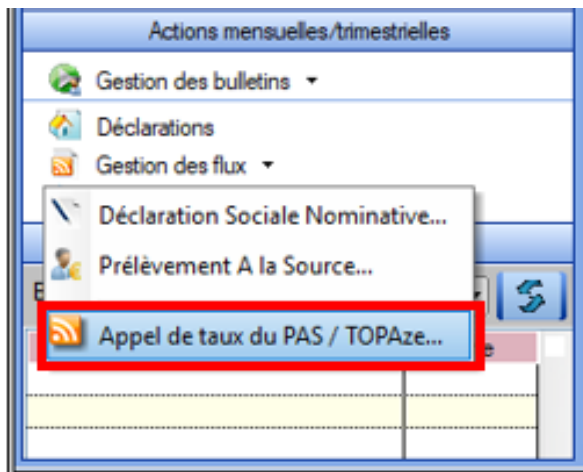 Actions mensuelles/trimestrielles
Gestion des bulletins
Déclarations
Gestion des flux
Déclaration Sociale Nominative...
Prélèvement A la Source...
Appel de taux du PAS / TOPAze...